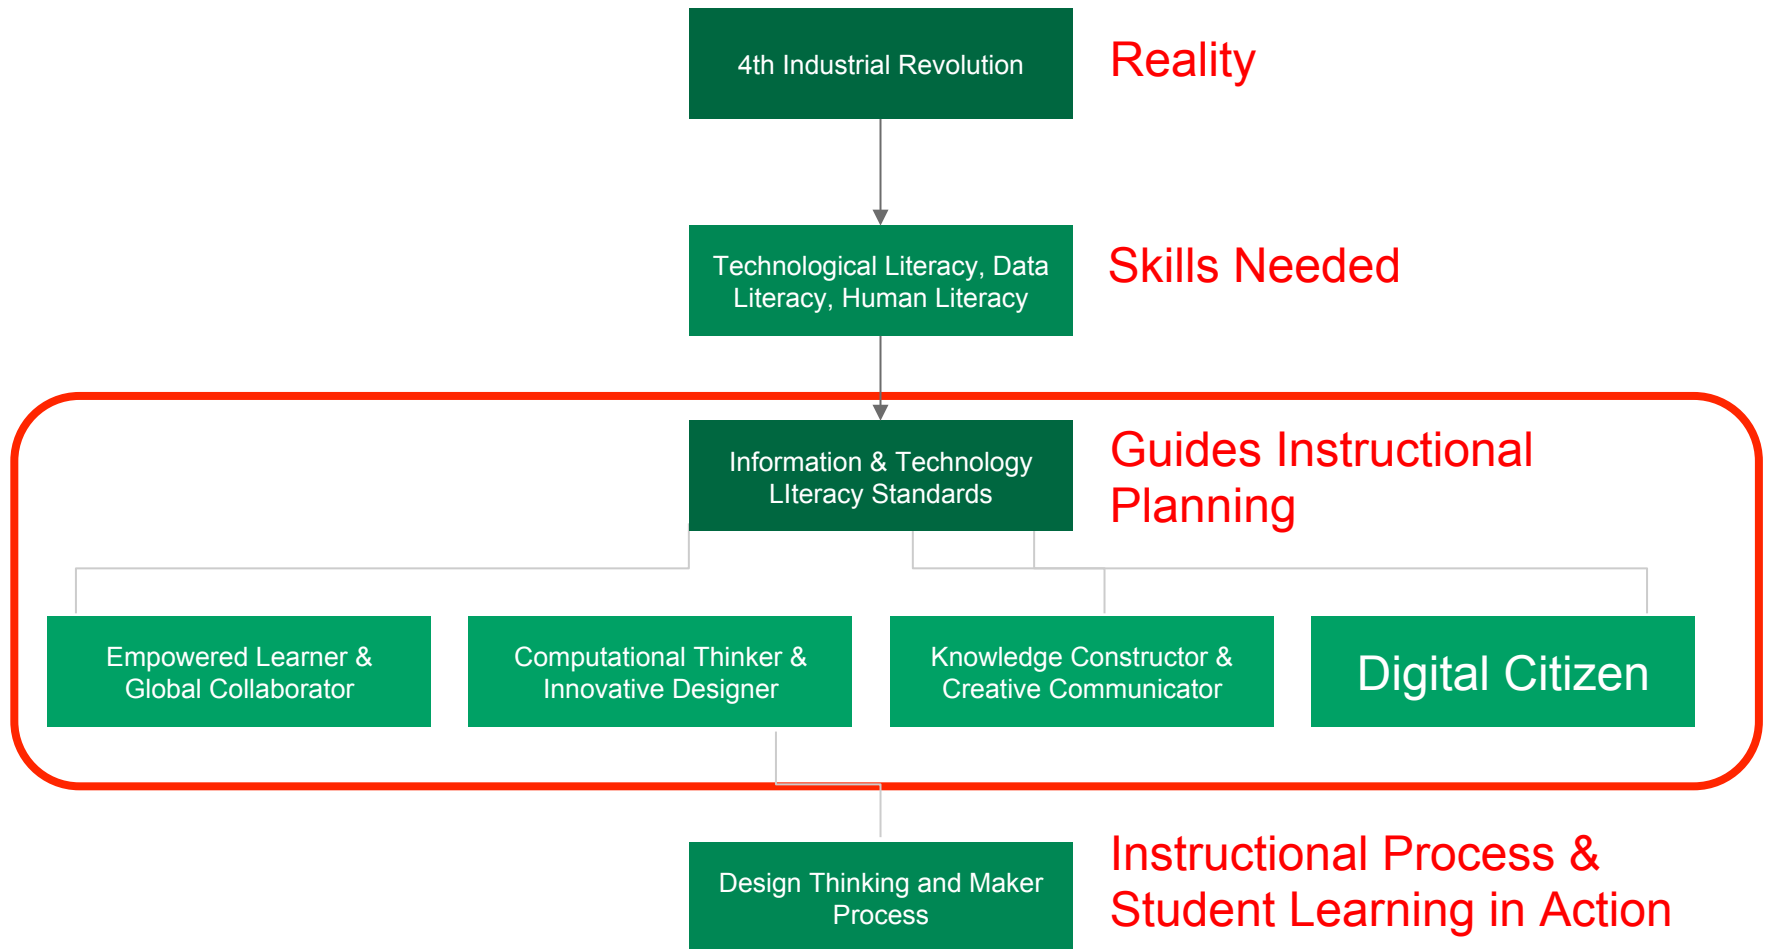 4th Industrial Revolution
Reality
Technological Literacy, Data
Literacy, Human Literacy
Skills Needed
Information & Technology
LIteracy Standards
Guides Instructional
Planning
Empowered Learner &
Global Collaborator
Computational Thinker &
Innovative Designer
Knowledge Constructor &
Creative Communicator
Digital Citizen
Design Thinking and Maker
Process
Instructional Process &
Student Learning in Action